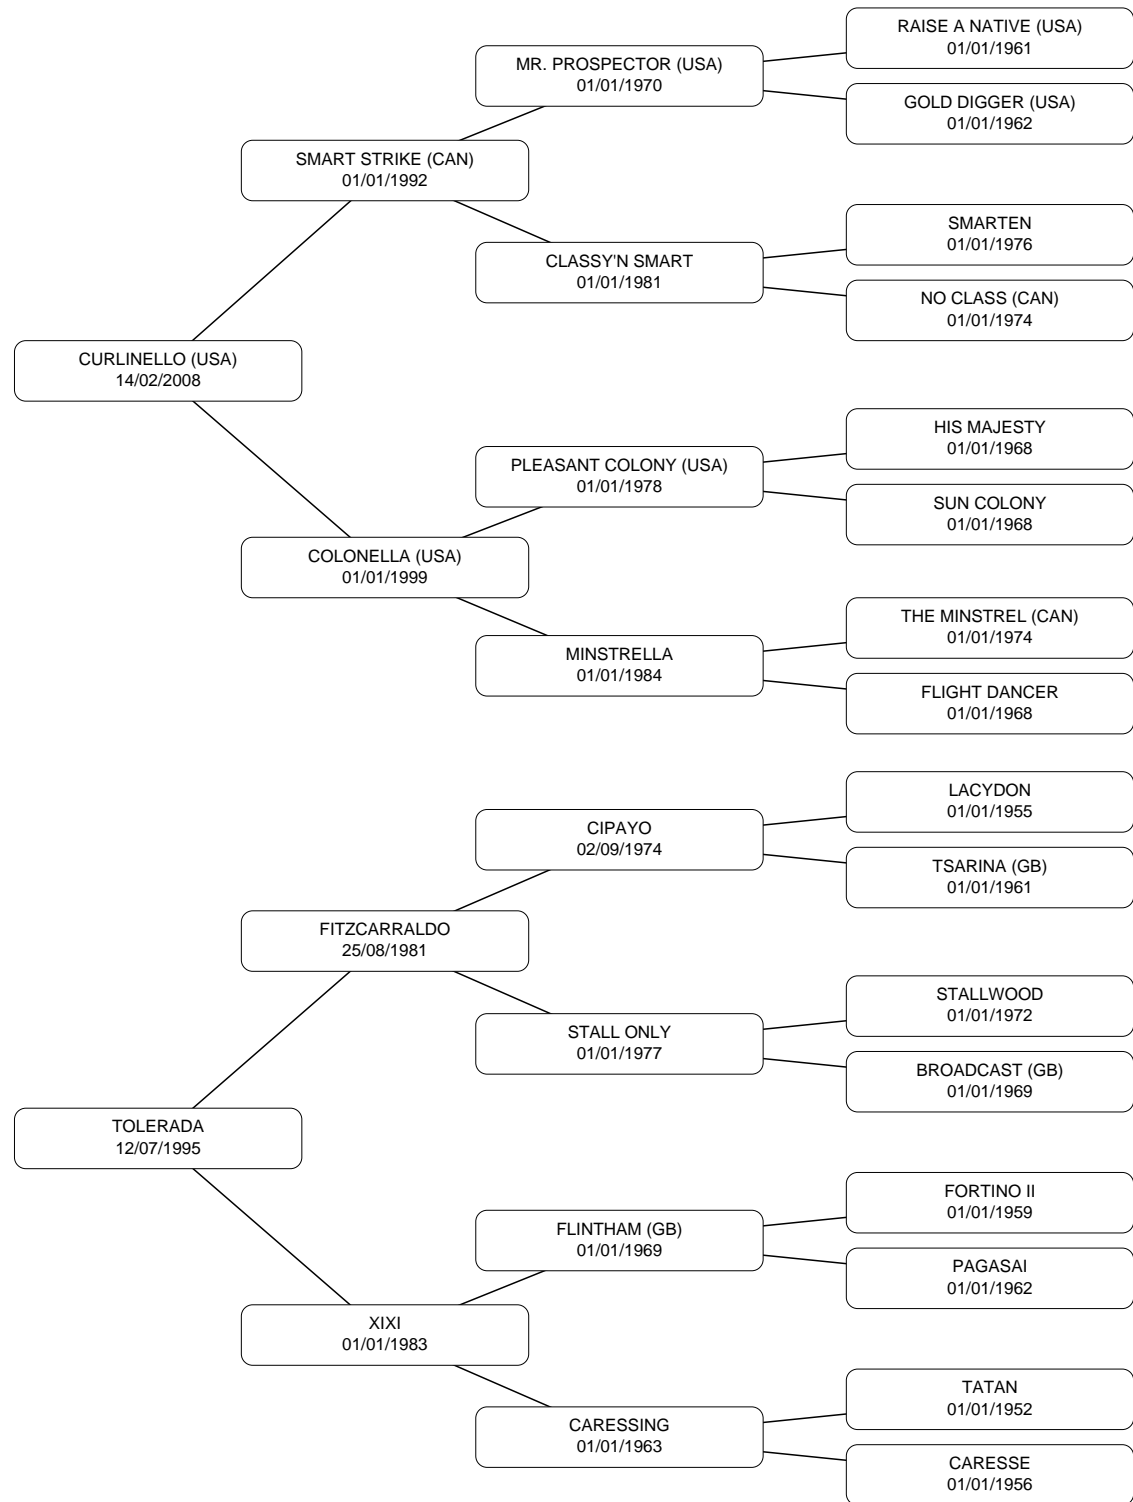 RAISE A NATIVE (USA)
01/01/1961
MR. PROSPECTOR (USA)
01/01/1970
GOLD DIGGER (USA)
01/01/1962
SMART STRIKE (CAN)
01/01/1992
SMARTEN
01/01/1976
CLASSY'N SMART
01/01/1981
NO CLASS (CAN)
01/01/1974
CURLINELLO (USA)
14/02/2008
HIS MAJESTY
01/01/1968
PLEASANT COLONY (USA)
01/01/1978
SUN COLONY
01/01/1968
COLONELLA (USA)
01/01/1999
THE MINSTREL (CAN)
01/01/1974
MINSTRELLA
01/01/1984
FLIGHT DANCER
01/01/1968
LACYDON
01/01/1955
CIPAYO
02/09/1974
TSARINA (GB)
01/01/1961
FITZCARRALDO
25/08/1981
STALLWOOD
01/01/1972
STALL ONLY
01/01/1977
BROADCAST (GB)
01/01/1969
TOLERADA
12/07/1995
FORTINO II
01/01/1959
FLINTHAM (GB)
01/01/1969
PAGASAI
01/01/1962
XIXI
01/01/1983
TATAN
01/01/1952
CARESSING
01/01/1963
CARESSE
01/01/1956